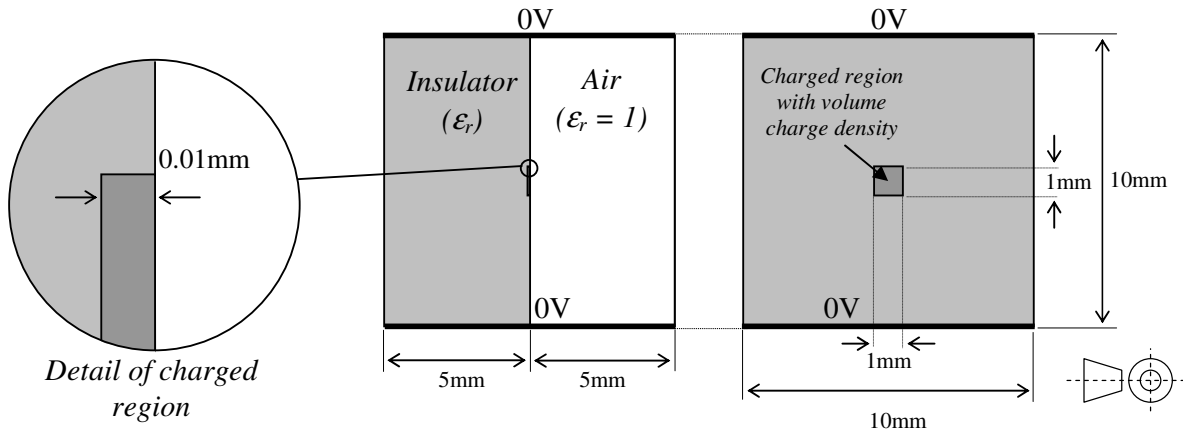 0V
0V
Insulator
(εr)
Air
(εr = 1)
Charged region
with volume
charge density
0.01mm
1mm
10mm
0V
0V
Detail of charged
region
5mm
5mm
1mm
10mm